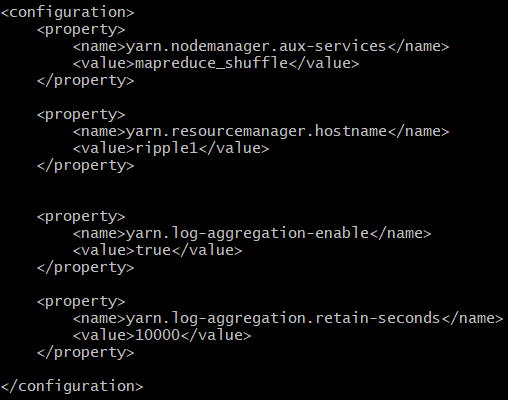 <configuration>
    <property>
        <name>yarn.nodemanager.aux-services</name>
        <value>mapreduce_shuffle</value>
    </property>

    <property>
        <name>yarn.resourcemanager.hostname</name>
        <value>ripple1</value>
    </property>


    <property>
        <name>yarn.log-aggregation-enable</name>
        <value>true</value>
    </property>

    <property>
        <name>yarn.log-aggregation.retain-seconds</name>
        <value>10000</value>
    </property>

</configuration>